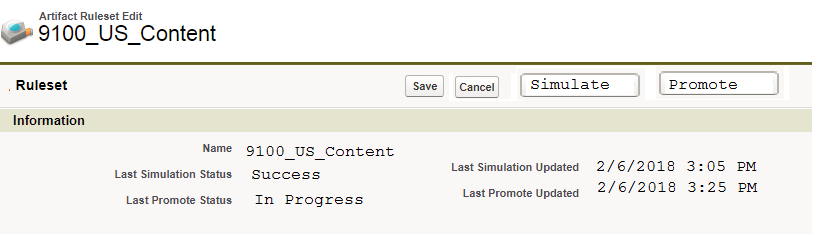 Artifact Ruleset Edit
9100_US_Content
Ruleset
Save Cancel Simulate Promote
Information
Name 9100_US_Content
Last Simulation Status Success Last Simulation Updated 2/6/2018 3:05 PM
Last Promote Status In Progress Last Promote Updated 2/6/2018 3:25 PM